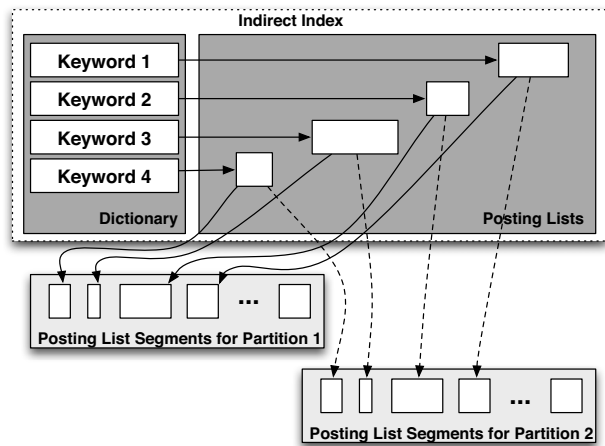 Indirect Index
Keyword 1
Keyword 2
Keyword 3
Keyword 4
Dictionary
Posting Lists
...
Posting List Segments for Partition 1
...
Posting List Segments for Partition 2